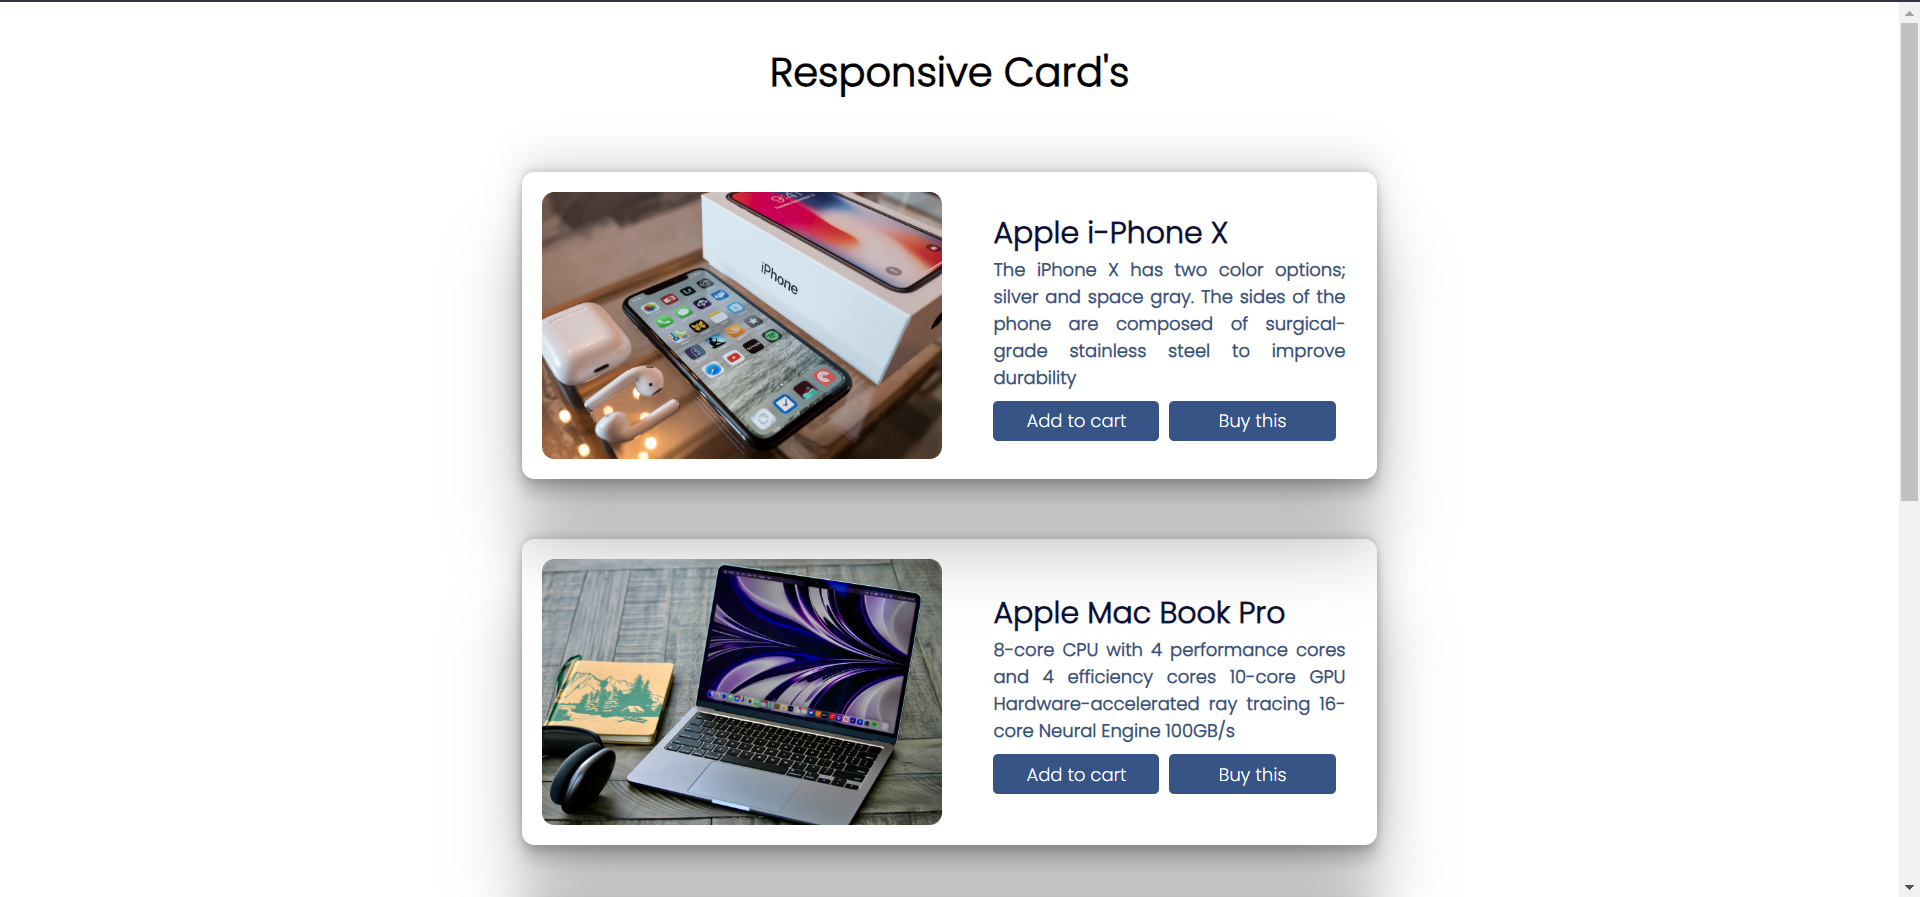 Responsive Card's
iPhone
Apple i-Phone X
The iPhone X has two color options;
silver and space gray. The sides of the
phone are composed of surgical-
grade stainless steel to improve
durability
Add to cart
Buy this
Apple Mac Book Pro
8-core CPU with 4 performance cores
and 4 efficiency cores 10-core GPU
Hardware-accelerated ray tracing 16-
core Neural Engine 100GB/s
Add to cart
Buy this